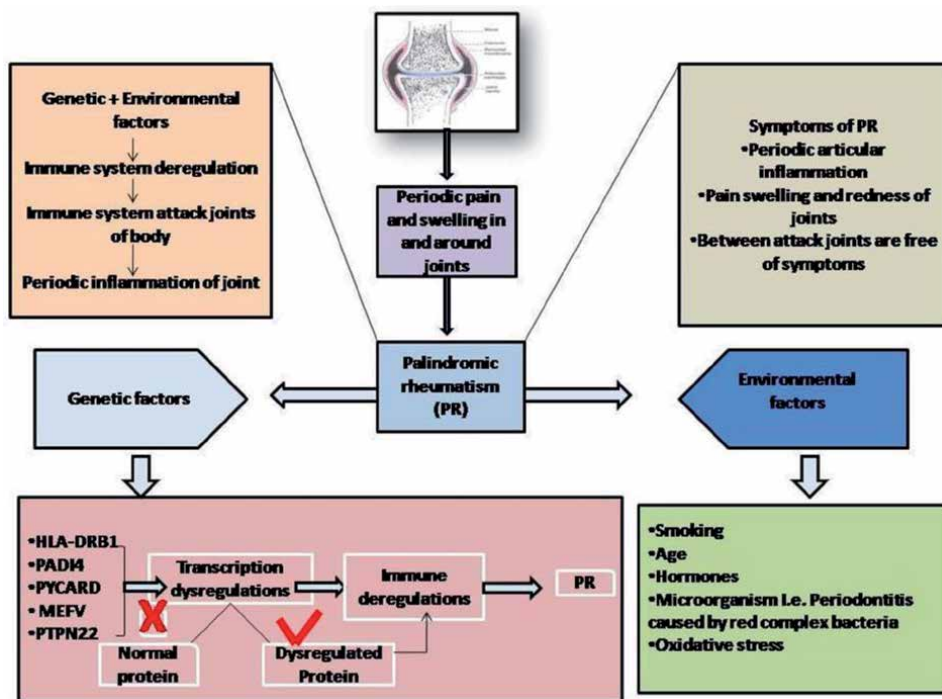 Genetic + Environmental
factors
Immune system deregulation
Immune system attack joints
of body
Periodic inflammation of joint
Periodic pain
and swelling in
and around
joints
Symptoms of PR
•Periodic articular
inflammation
•Pain swelling and redness of
joints
•Between attack joints are free
of symptoms
Genetic factors
Palindromic
rheumatism
(PR)
Environmental
factors
•HLA-DRB1
•PADI4
•PYCARD
•MEFV
•PTPN22
Transcription
dysregulations
Normal
protein
Dysregulated
Protein
Immune
deregulations
PR
•Smoking
•Age
•Hormones
•Microorganism I.e. Periodontitis
caused by red complex bacteria
•Oxidative stress